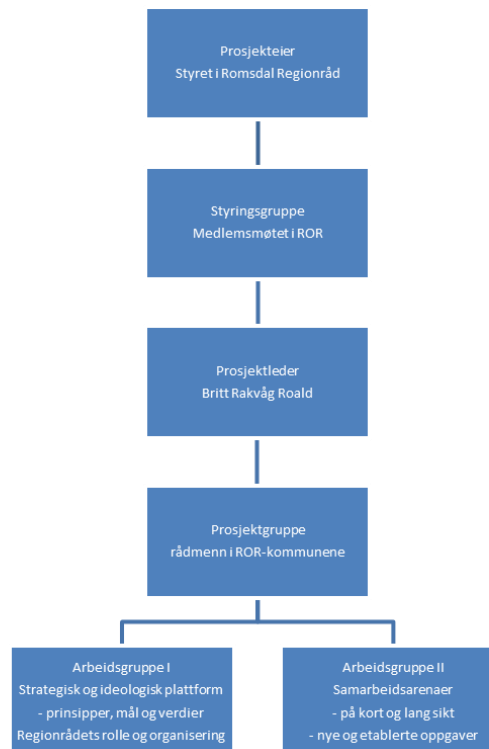 Prosjekteier
Styret i Romsdal Regionråd
Styringsgruppe
Medlemsmøtet i ROR
Prosjektleder
Britt Rakvåg Roald
Prosjektgruppe
rådmenn i ROR-kommunene
Arbeidsgruppe I
Strategisk og ideologisk plattform
- prinsipper, mål og verdier
Regionrådets rolle og organisering
Arbeidsgruppe II
Samarbeidsarenaer
- på kort og lang sikt
- nye og etablerte oppgaver